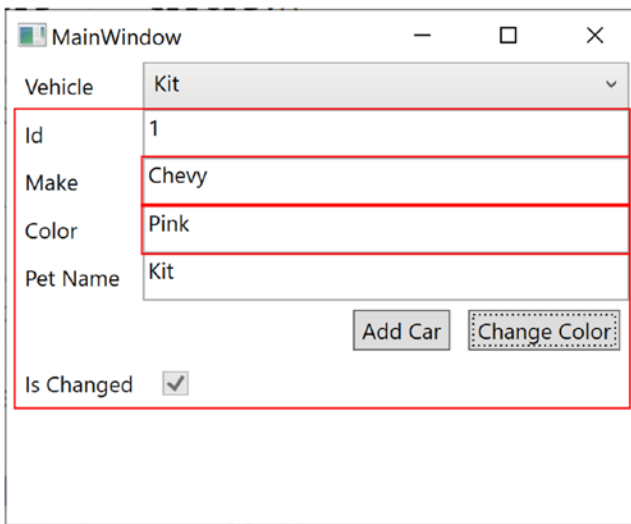 MainWindow
Vehicle Kit
Id 1
Make Chevy
Color Pink
Pet Name Kit
Add Car Change Color
Is Changed